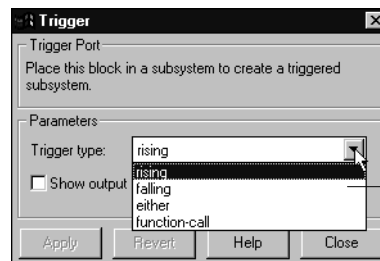 Trigger
Trigger Port
Place this block in a subsystem to create a triggered
subsystem.
Parameters
Trigger type: rising
rising
Show output falling
either
function-call
Apply Revert Help Close